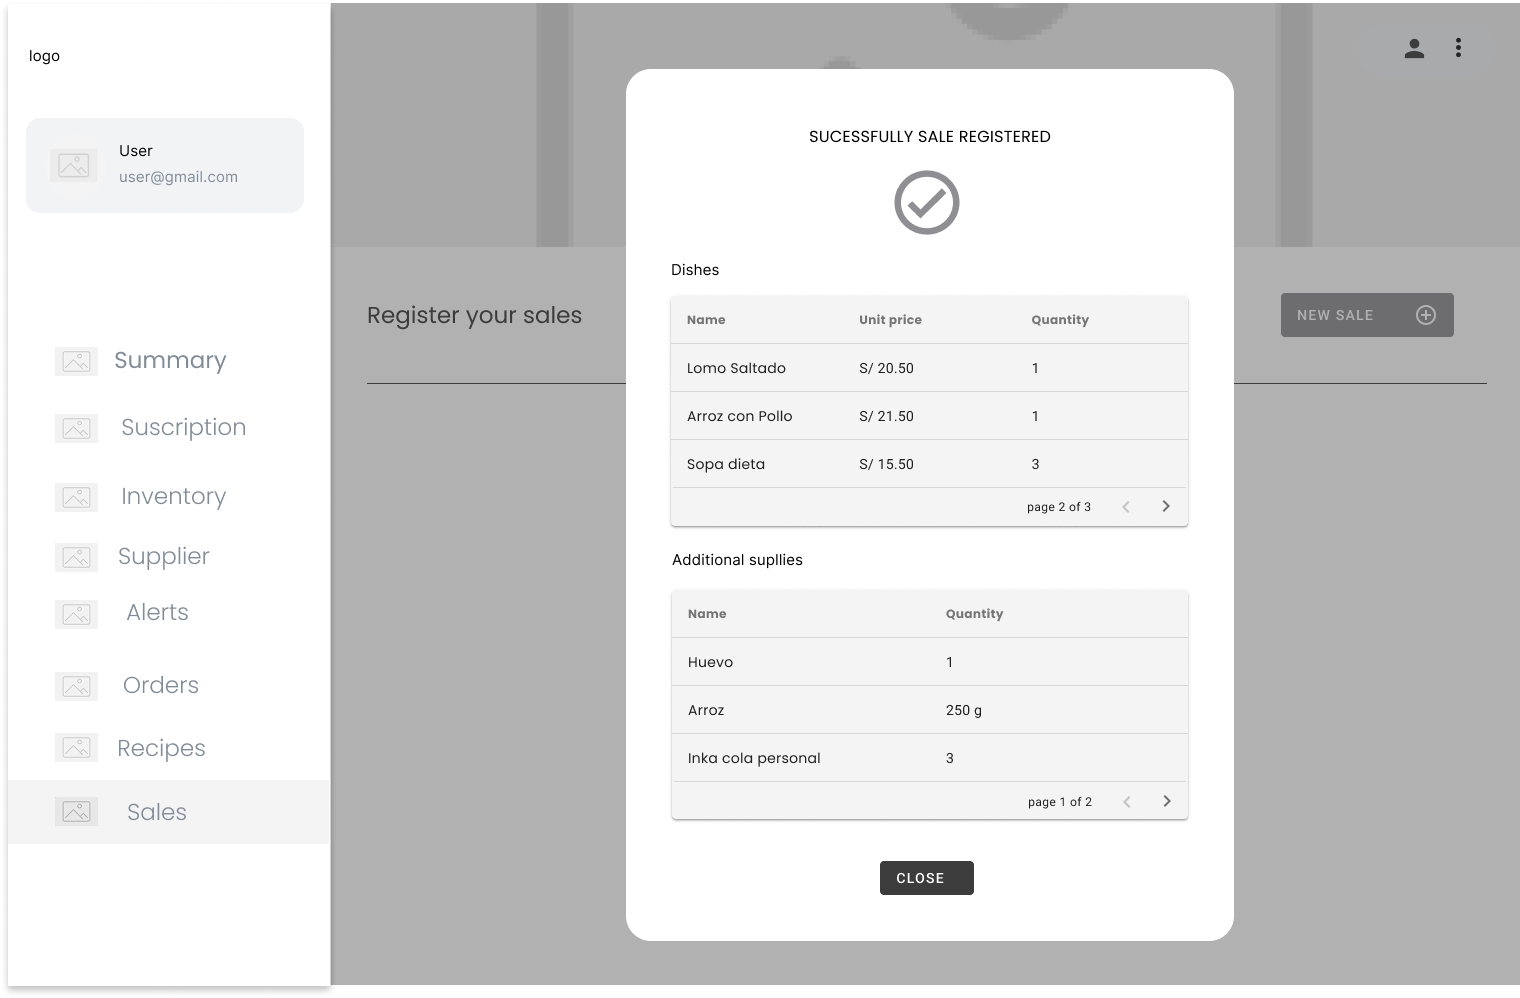 logo
User
user@gmail.com
Summary
Suscription
Inventory
Supplier
Alerts
Orders
Recipes
Sales
Register your sales
NEW SALE
SUCESSFULLY SALE REGISTERED
Dishes
Name Unit price Quantity
Lomo Saltado S/ 20.50 1
Arroz con Pollo S/ 21.50 1
Sopa dieta S/ 15.50 3
page 2 of 3
Additional supllies
Name Quantity
Huevo 1
Arroz 250 g
Inka cola personal 3
page 1 of 2
CLOSE